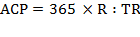 ACP = 365 × R : TR